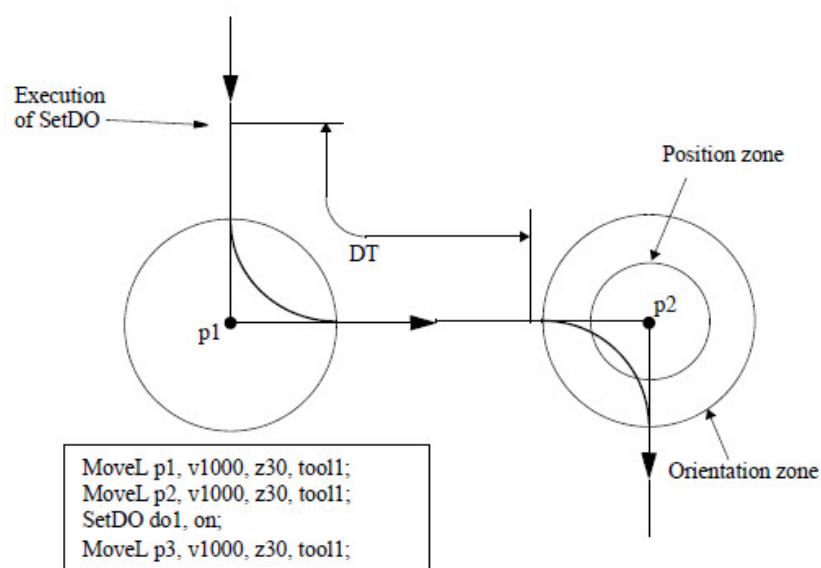 Execution
of SetDO
Position zone
DT
p1
p2
Orientation zone
MoveL p1, v1000, z30, tool1;
MoveL p2, v1000, z30, tool1;
SetDO do1, on;
MoveL p3, v1000, z30, tool1;